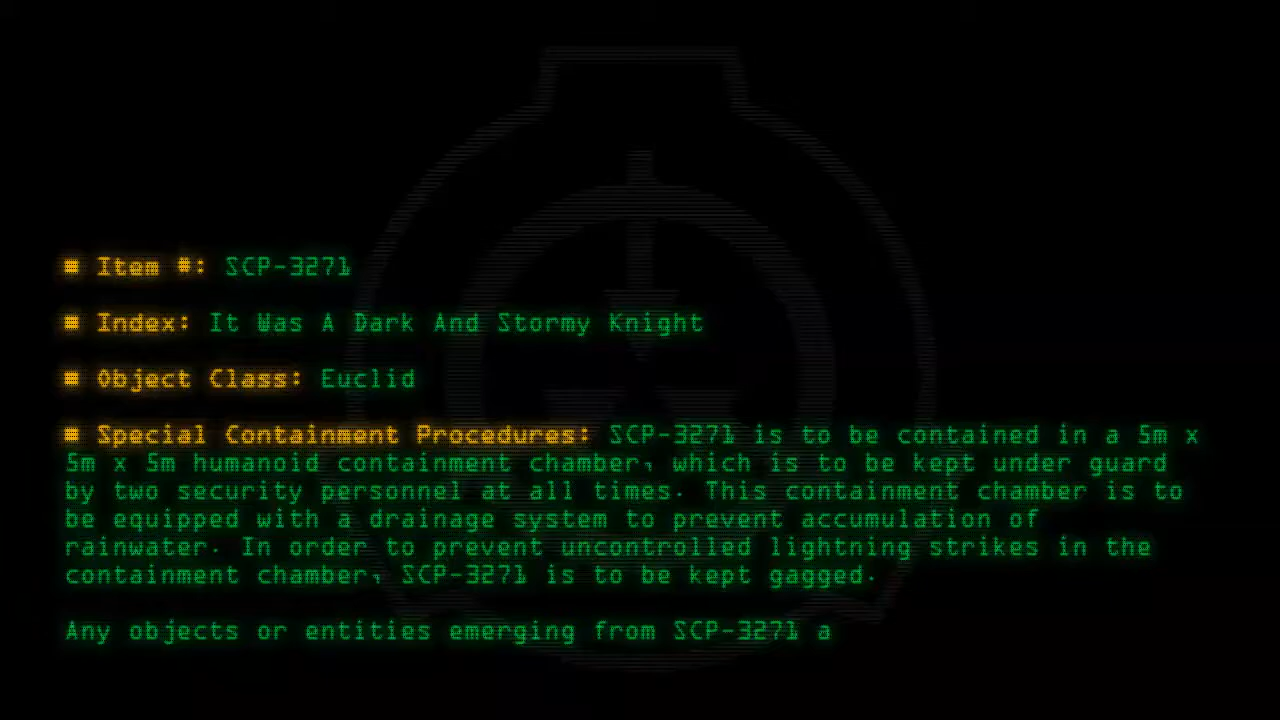 ■ Item #: SCP-3271
■ Index: It Was A Dark And Stormy Knight
■ Object Class: Euclid
■ Special Containment Procedures: SCP-3271 is to be contained in a 5m x
5m x 5m humanoid containment chamber, which is to be kept under guard
by two security personnel at all times. This containment chamber is to
be equipped with a drainage system to prevent accumulation of
rainwater. In order to prevent uncontrolled lightning strikes in the
containment chamber, SCP-3271 is to be kept gagged.
Any objects or entities emerging from SCP-3271 a